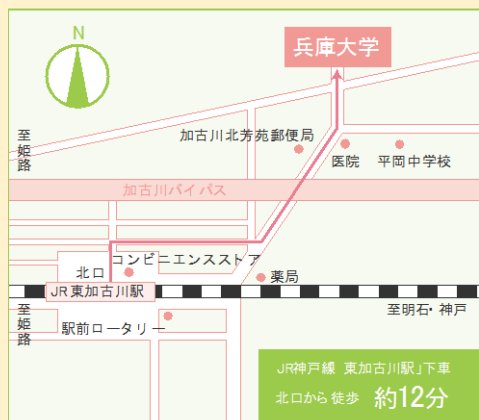 N
兵庫大学
至姫路
加古川北芳苑郵便局
医院
平岡中学校
加古川バイパス
コンビニエンスストア
北口
薬局
JR東加古川駅
至姫路
至明石・神戸
駅前ロータリー
JR神戸線 東加古川駅」下車
北口から徒歩 約12分